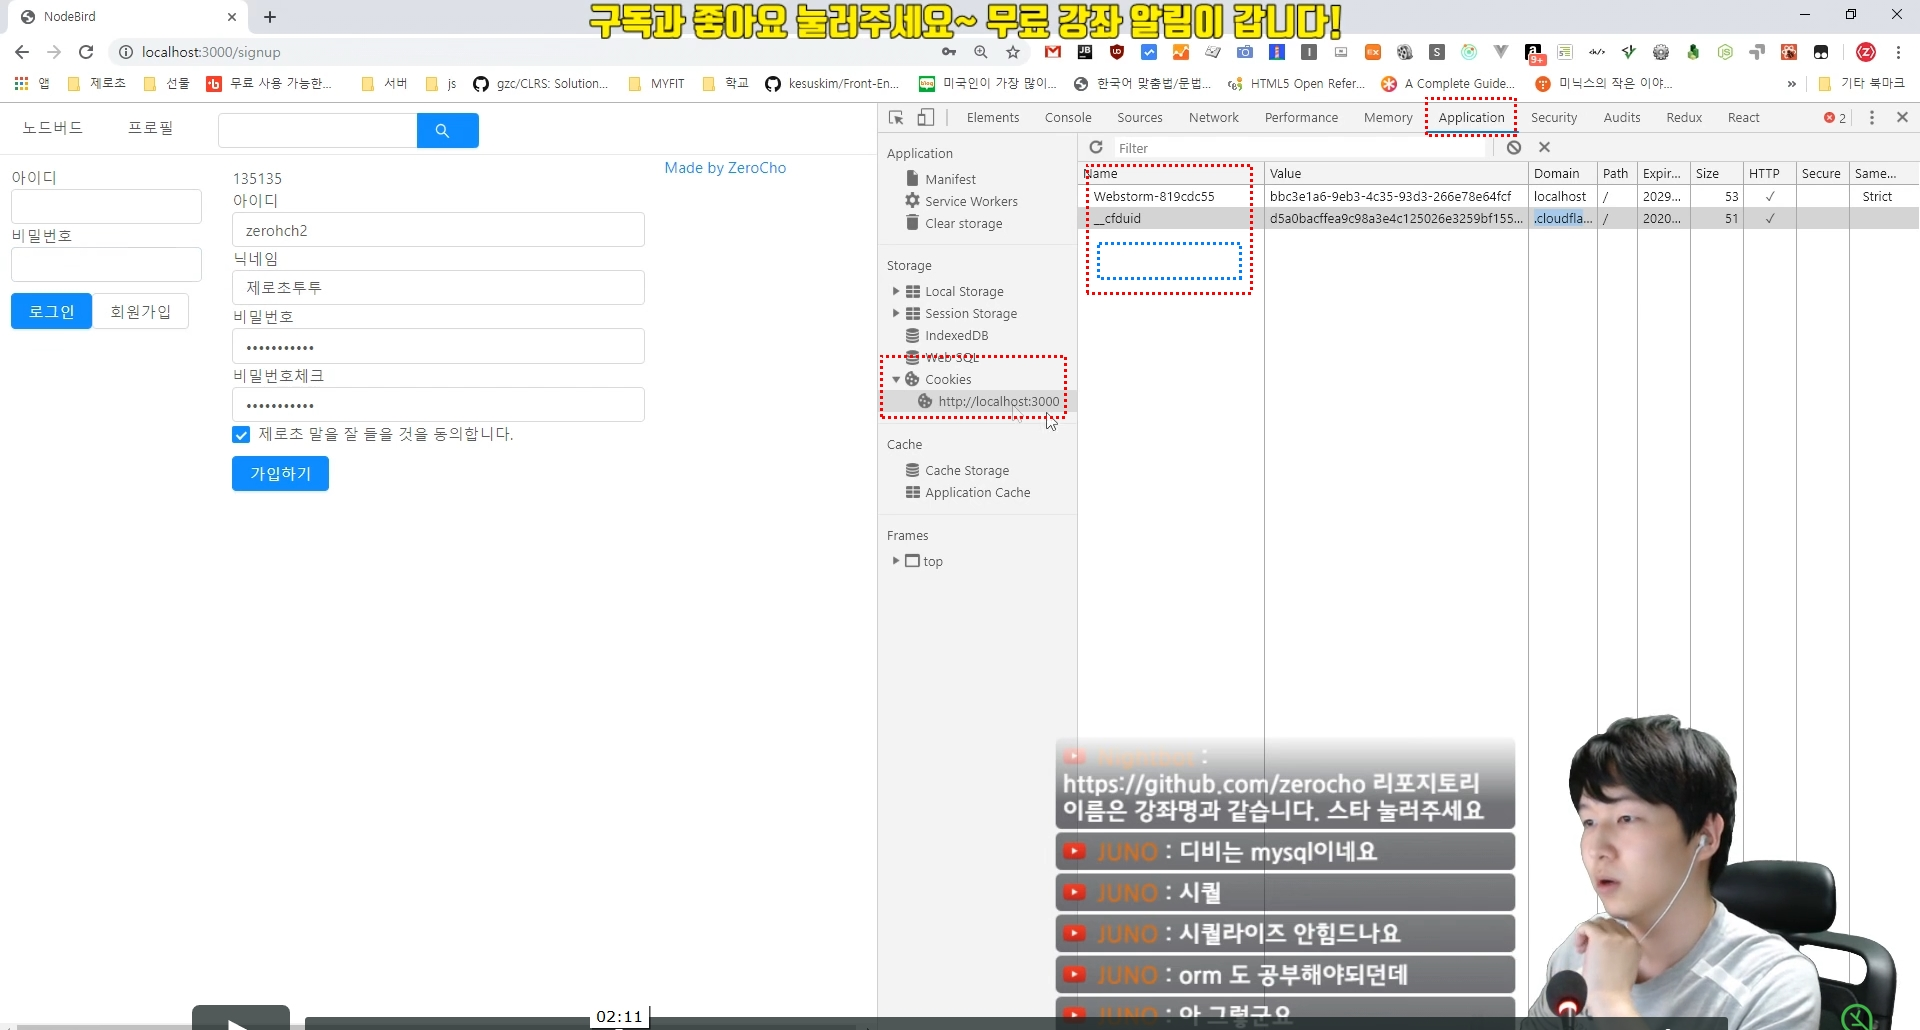 NodeBird
구독과 좋아요 눌러주세요~ 무료 강좌 알림이 갑니다!
localhost:3000/signup
앱 제로초 선물 무료 사용 가능한... 서버 js gzc/CLRS: Solution... MYFIT 학교 kesuskim/Front-En... 미국인이 가장 많이... 한국어 맞춤법/문법... HTML5 Open Refer... A Complete Guide... 미닉스의 작은 이야... » 기타 북마크
노드버드 프로필
아이디
비밀번호
로그인 회원가입
135135
아이디
zerohch2
닉네임
제로초투투
비밀번호
•••••••••••
비밀번호체크
•••••••••••
제로초 말을 잘 들을 것을 동의합니다.
가입하기
Made by ZeroCho
Elements Console Sources Network Performance Memory Application Security Audits Redux React 2
Application
Manifest
Service Workers
Clear storage
Storage
Local Storage
Session Storage
IndexedDB
Web SQL
Cookies
http://localhost:3000
Cache
Cache Storage
Application Cache
Frames
top
Filter
Name Value Domain Path Expir... Size HTTP Secure Same...
Webstorm-819cdc55 bbc3e1a6-9eb3-4c35-93d3-266e78e64fcf localhost / 2029... 53 ✓ Strict
__cfduid d5a0bacffea9c98a3e4c125026e3259bf155... .cloudfla... / 2020... 51 ✓
https://github.com/zerocho 리포지토리
이름은 강좌명과 같습니다. 스타 눌러주세요
JUNO : 디비는 mysql이네요
JUNO : 시퀄
JUNO : 시퀄라이즈 안힘드나요
JUNO : orm 도 공부해야되던데
JUNO : 아 그렇군요
02:11